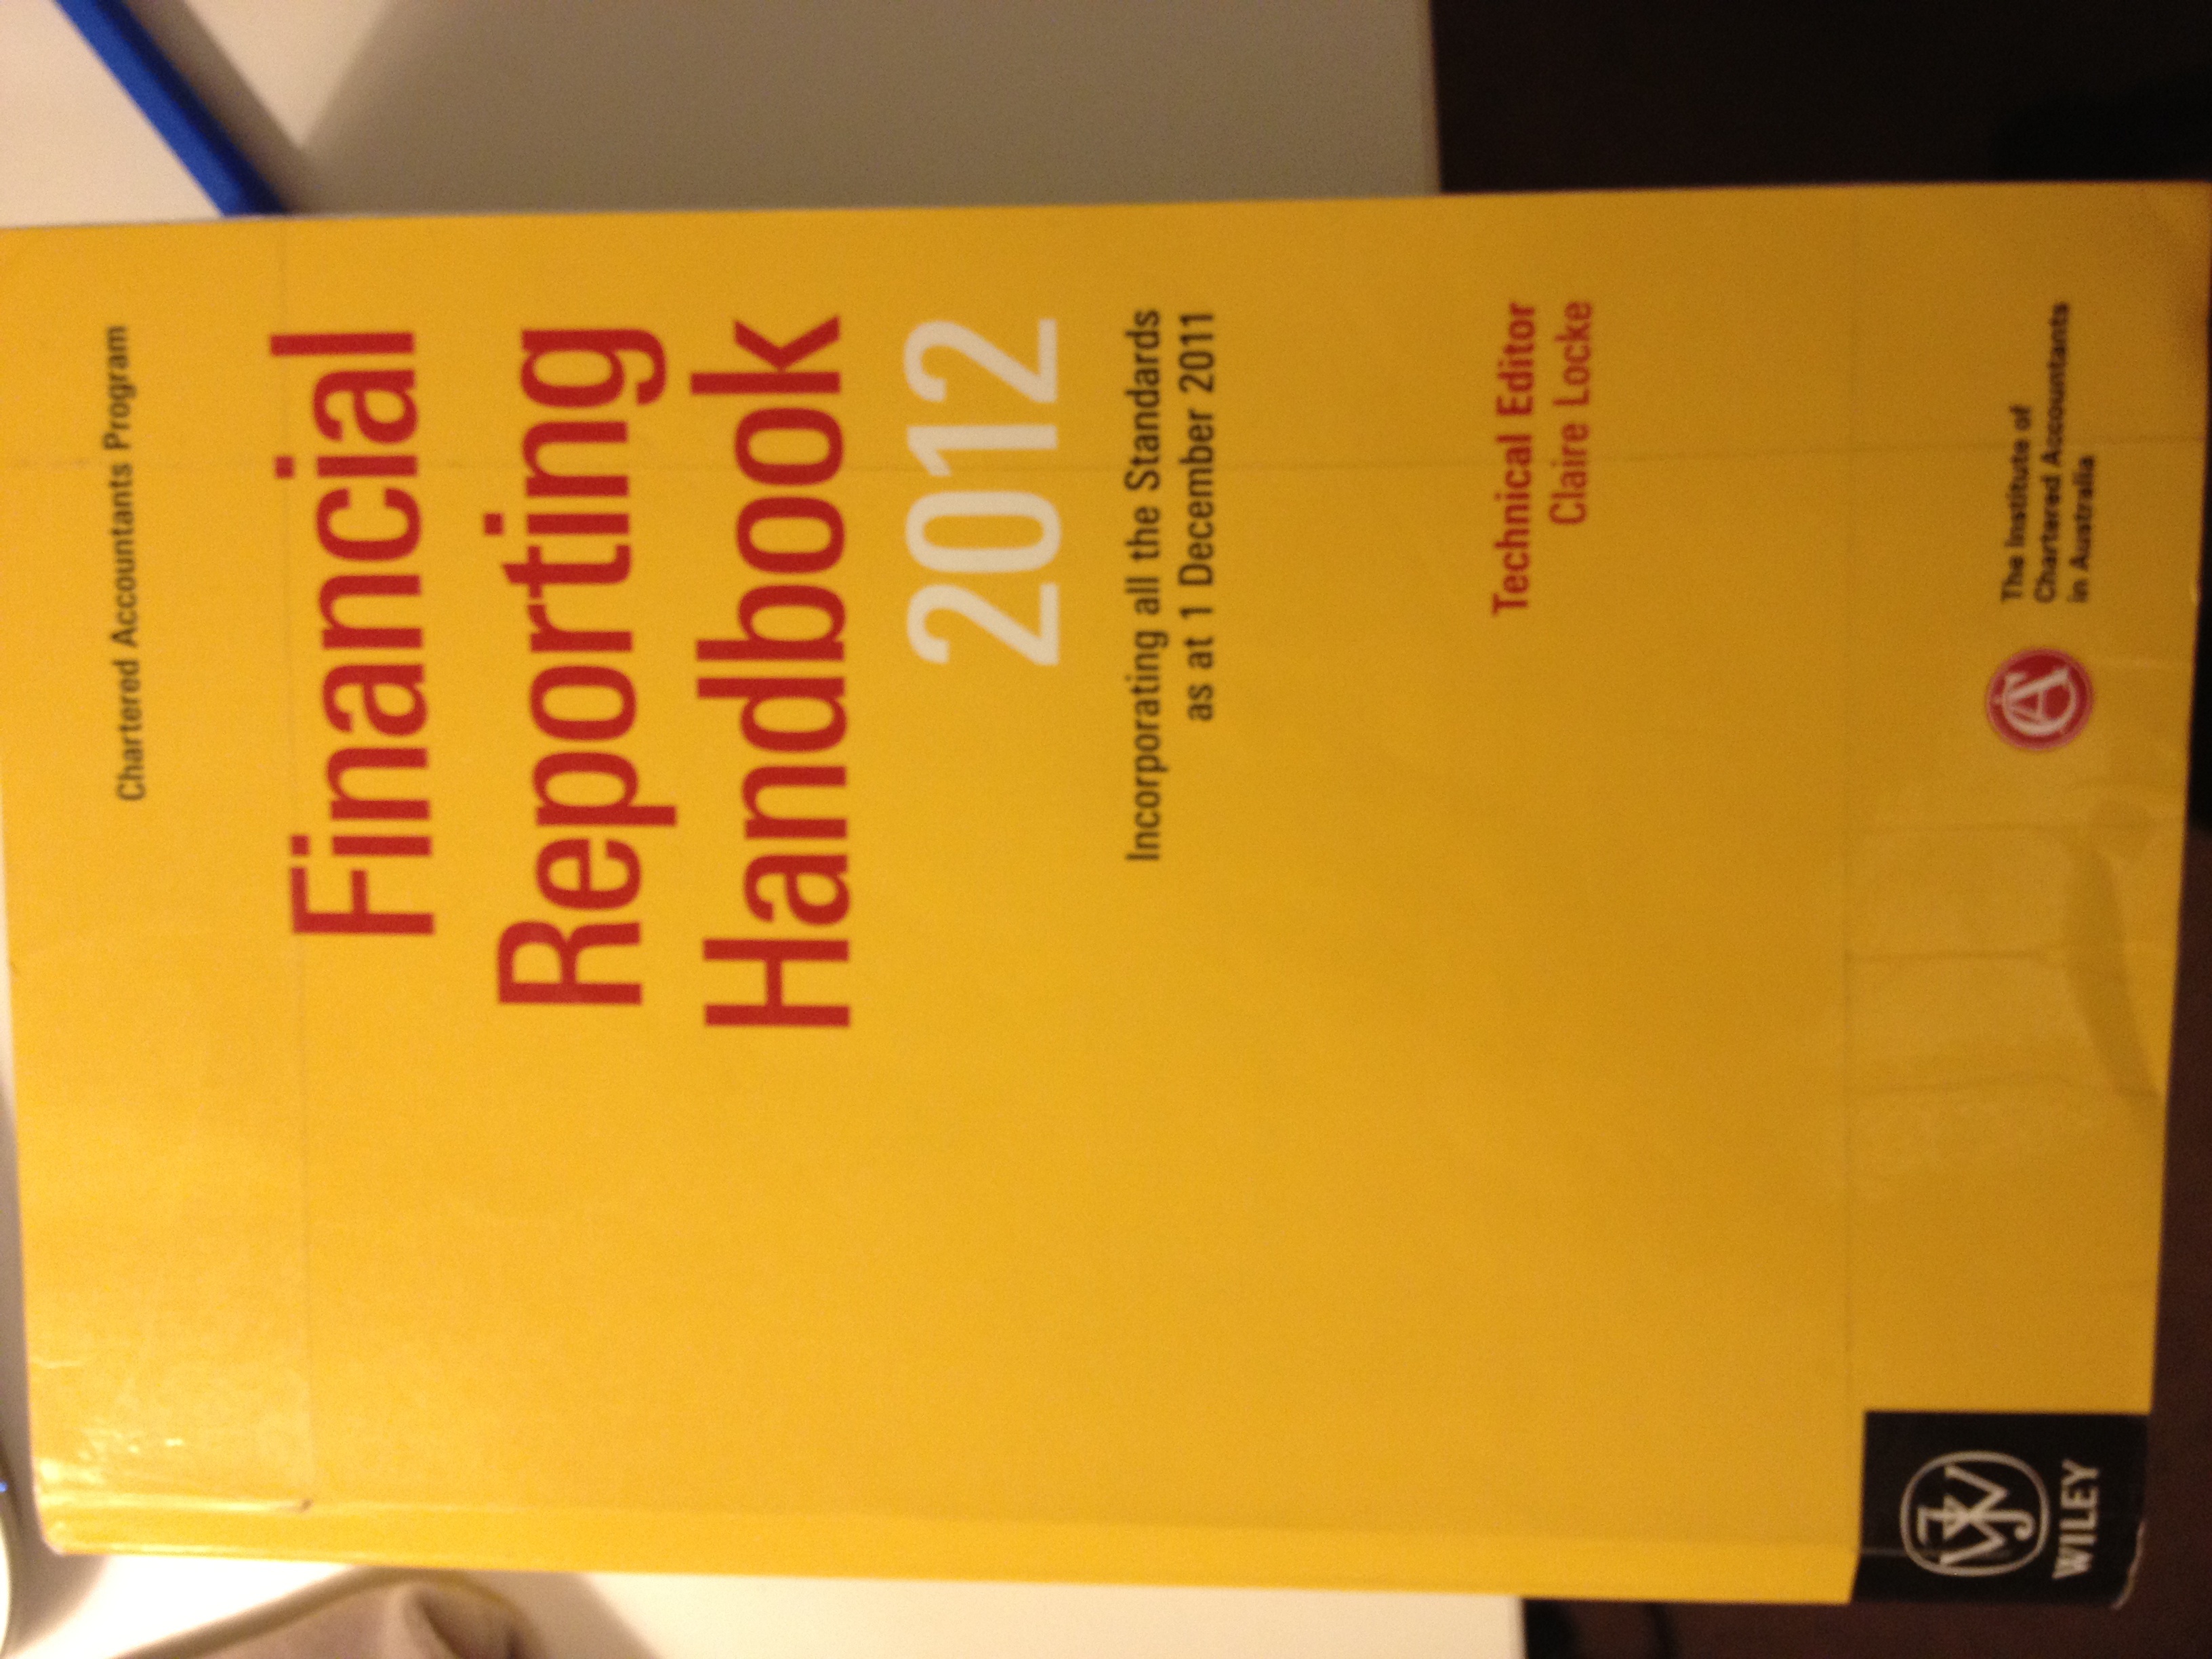 Chartered Accountants Program
Financial
Reporting
Handbook
2012
Incorporating all the Standards
as at 1 December 2011
Technical Editor
Claire Locke
The Institute of
Chartered Accountants
in Australia
CA
WILEY